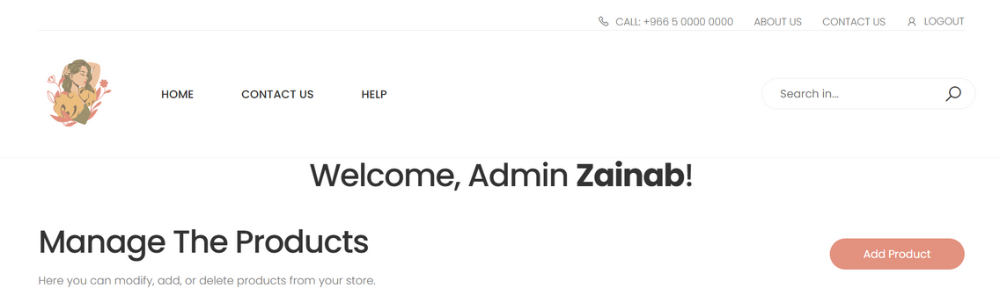 CALL: +966 5 0000 0000 ABOUT US CONTACT US LOGOUT
HOME CONTACT US HELP Search in...
Welcome, Admin Zainab!
Manage The Products
Add Product
Here you can modify, add, or delete products from your store.